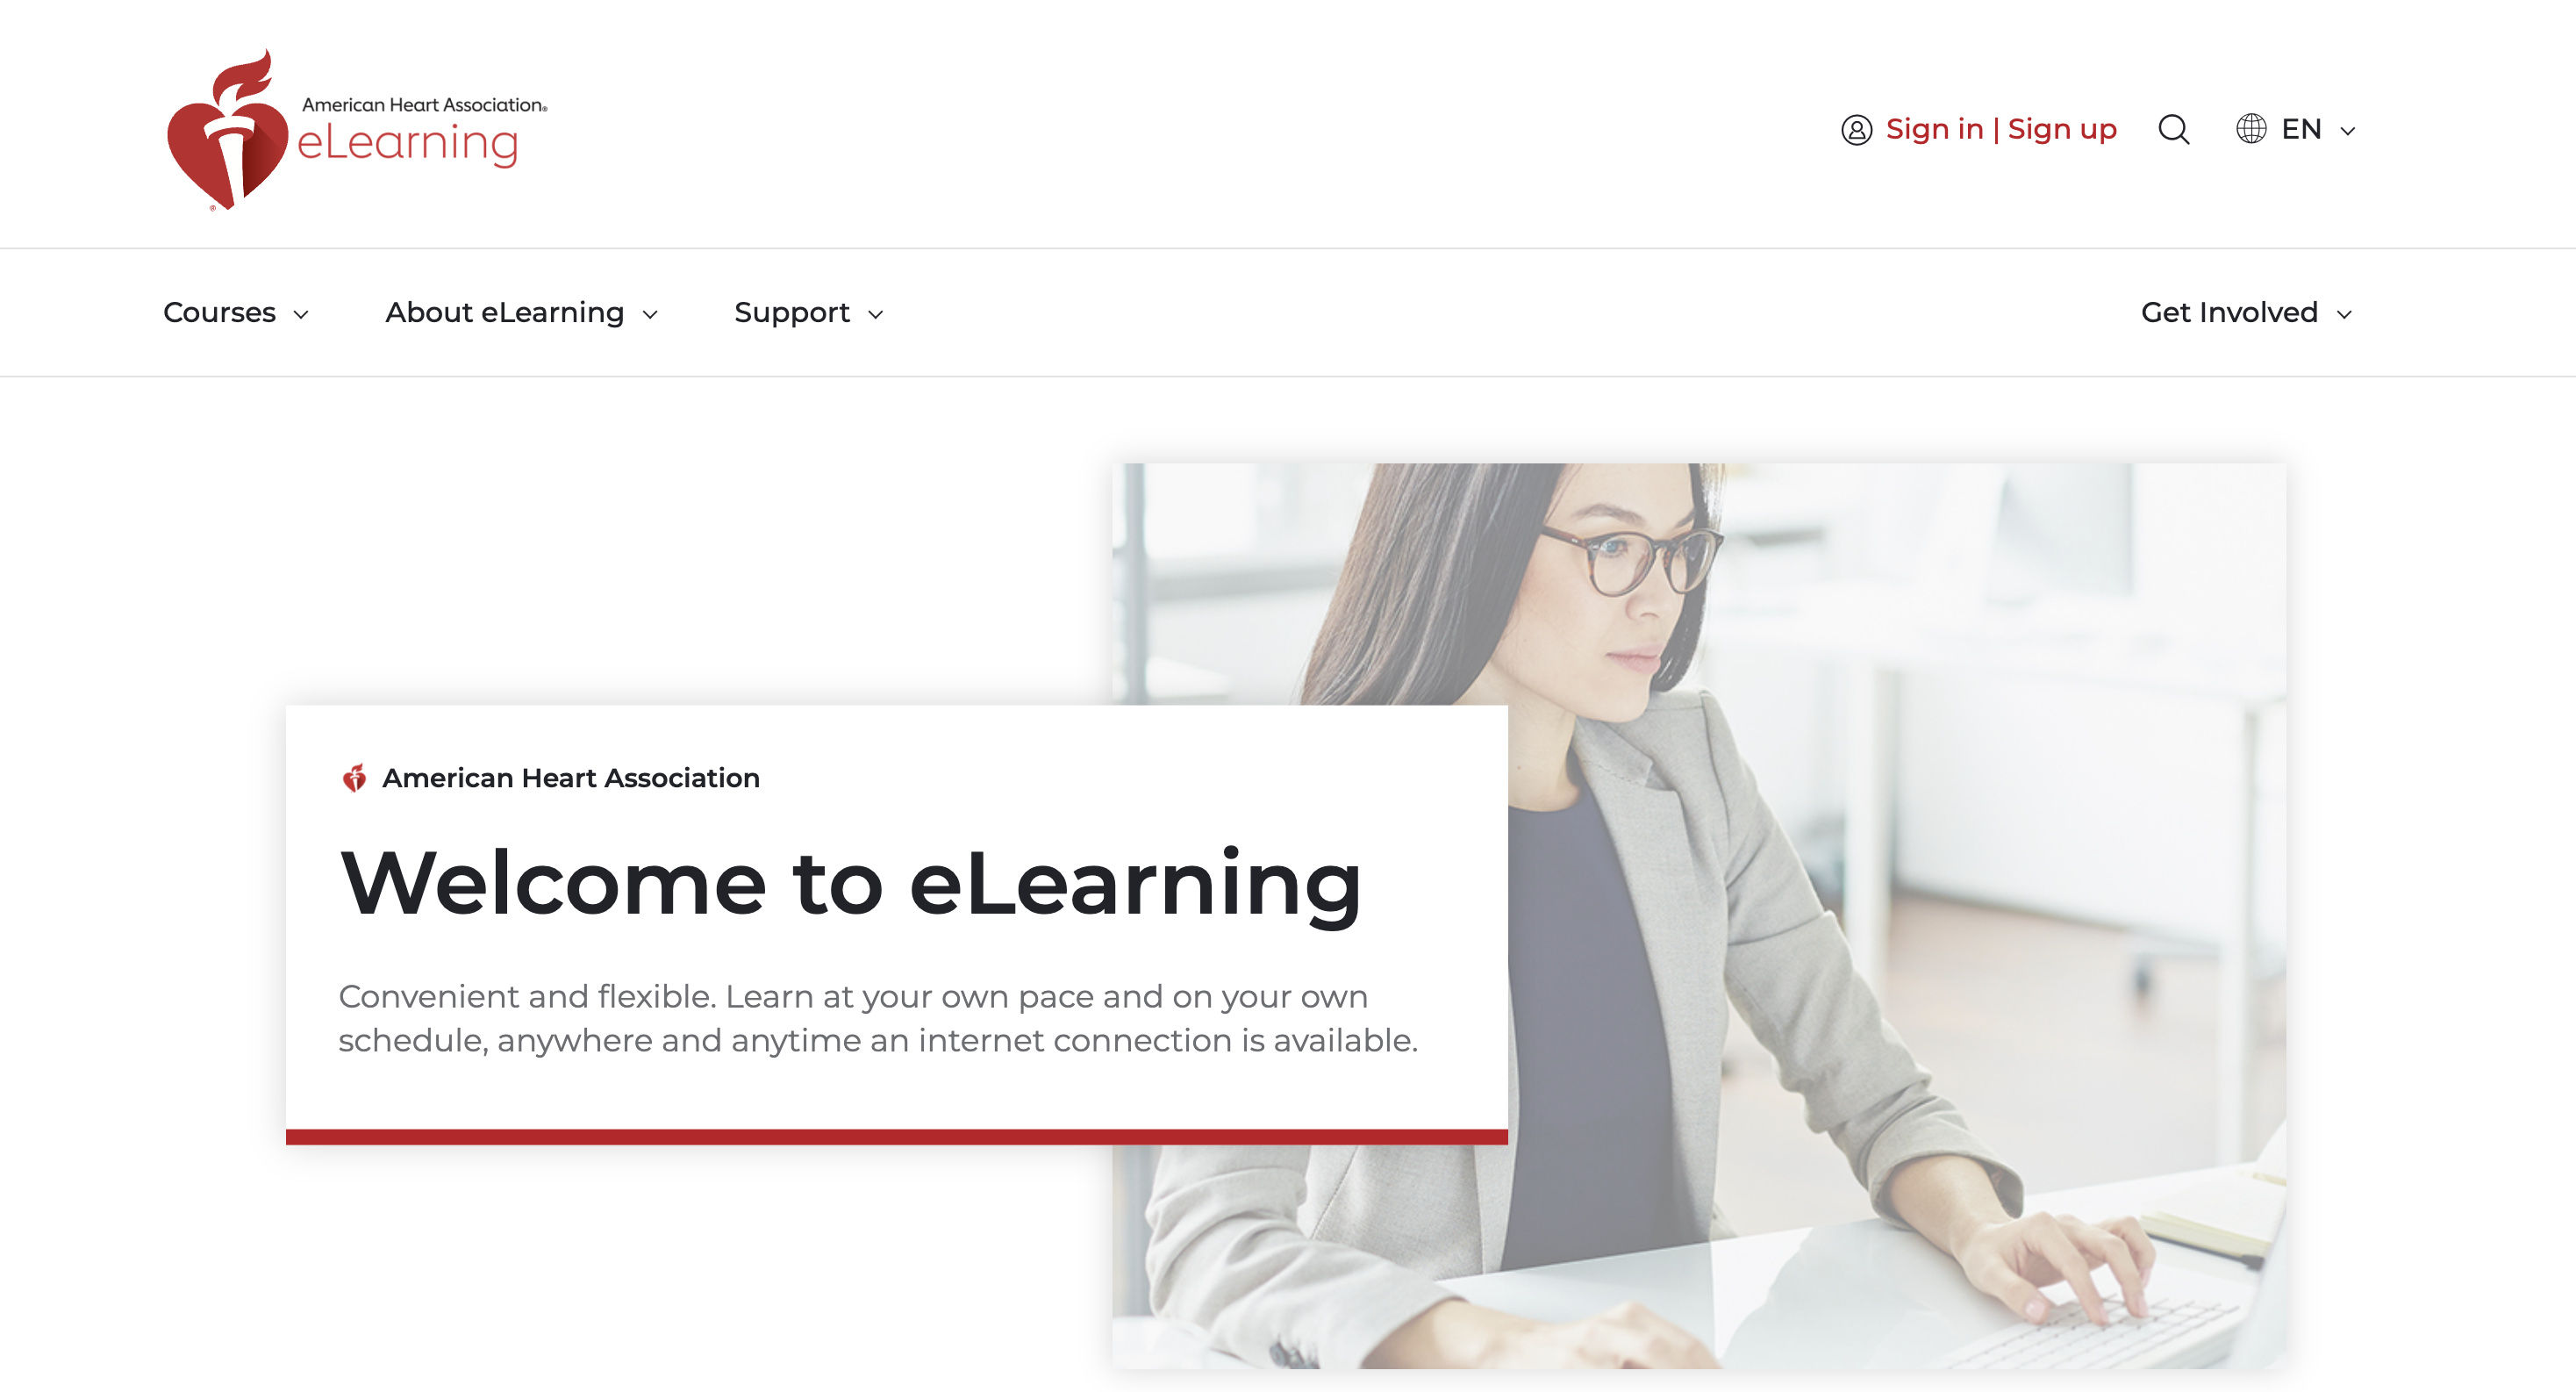 American Heart Association®
eLearning
Sign in | Sign up
EN
Courses
About eLearning
Support
Get Involved
American Heart Association
Welcome to eLearning
Convenient and flexible. Learn at your own pace and on your own
schedule, anywhere and anytime an internet connection is available.